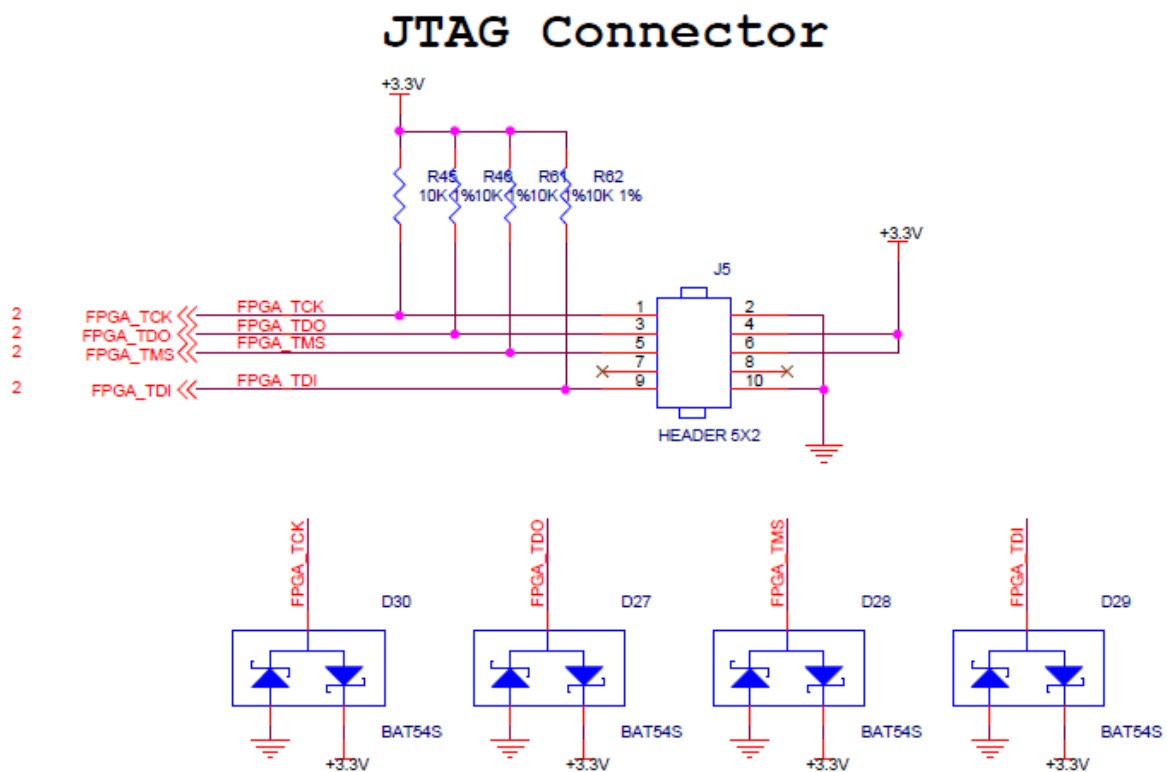 JTAG Connector
+3.3V
R45 R46 R61 R62
10K 1% 10K 1% 10K 1% 10K 1%
+3.3V
J5
2 FPGA_TCK FPGA_TCK 1 2
2 FPGA_TDO FPGA_TDO 3 4
2 FPGA_TMS FPGA_TMS 5 6
7 8
2 FPGA_TDI FPGA_TDI 9 10
HEADER 5X2
FPGA_TCK FPGA_TDO FPGA_TMS FPGA_TDI
D30 D27 D28 D29
BAT54S BAT54S BAT54S BAT54S
+3.3V +3.3V +3.3V +3.3V